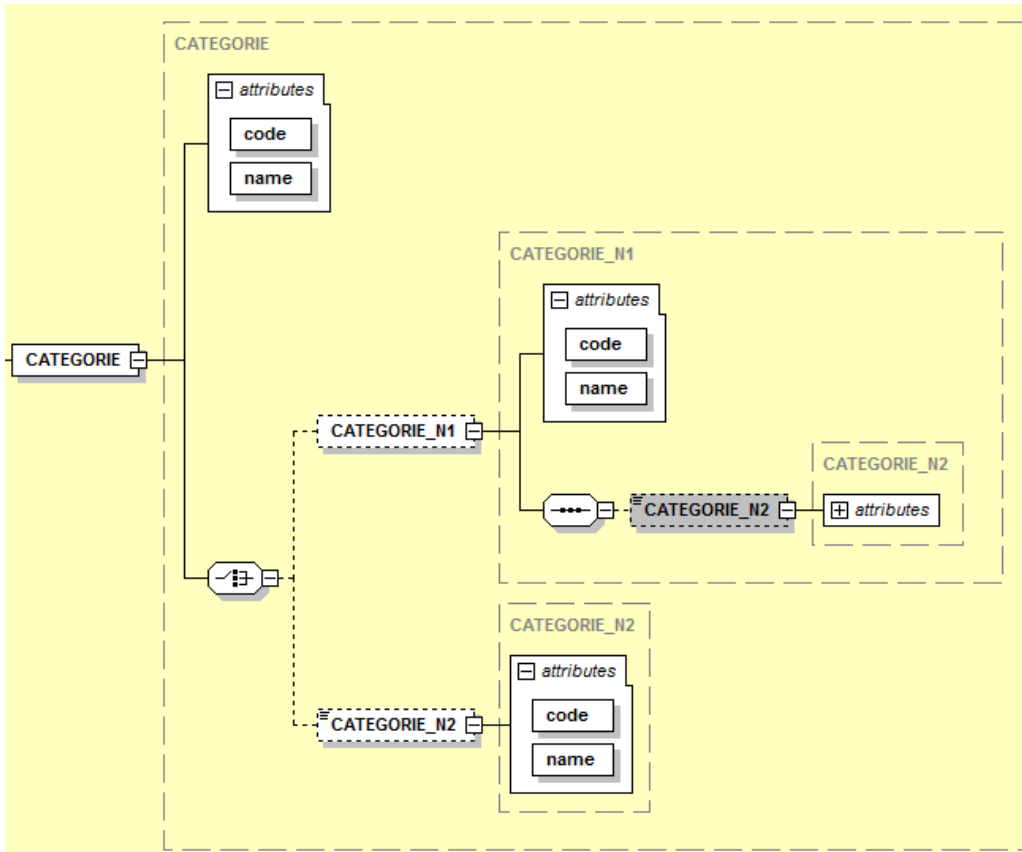 CATEGORIE
attributes
code
name
CATEGORIE_N1
attributes
code
name
CATEGORIE
CATEGORIE_N1
CATEGORIE_N2
CATEGORIE_N2
attributes
CATEGORIE_N2
attributes
code
name
CATEGORIE_N2